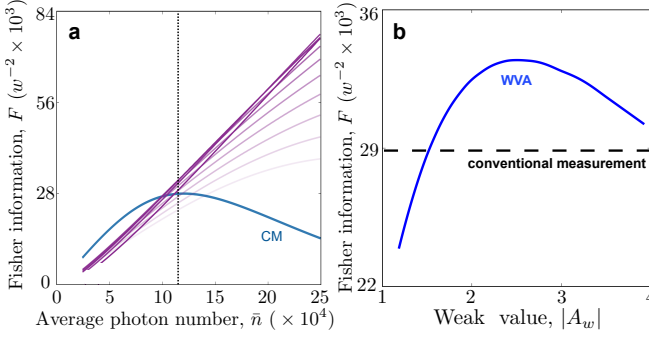 a
Fisher information, F (w⁻² × 10³)
84
56
28
0
CM
0 5 10 15 20 25
Average photon number, n̄ (× 10⁴)
b
Fisher information, F (w⁻² × 10³)
36
29
22
WVA
conventional measurement
1 2 3 4
Weak value, |A_w|